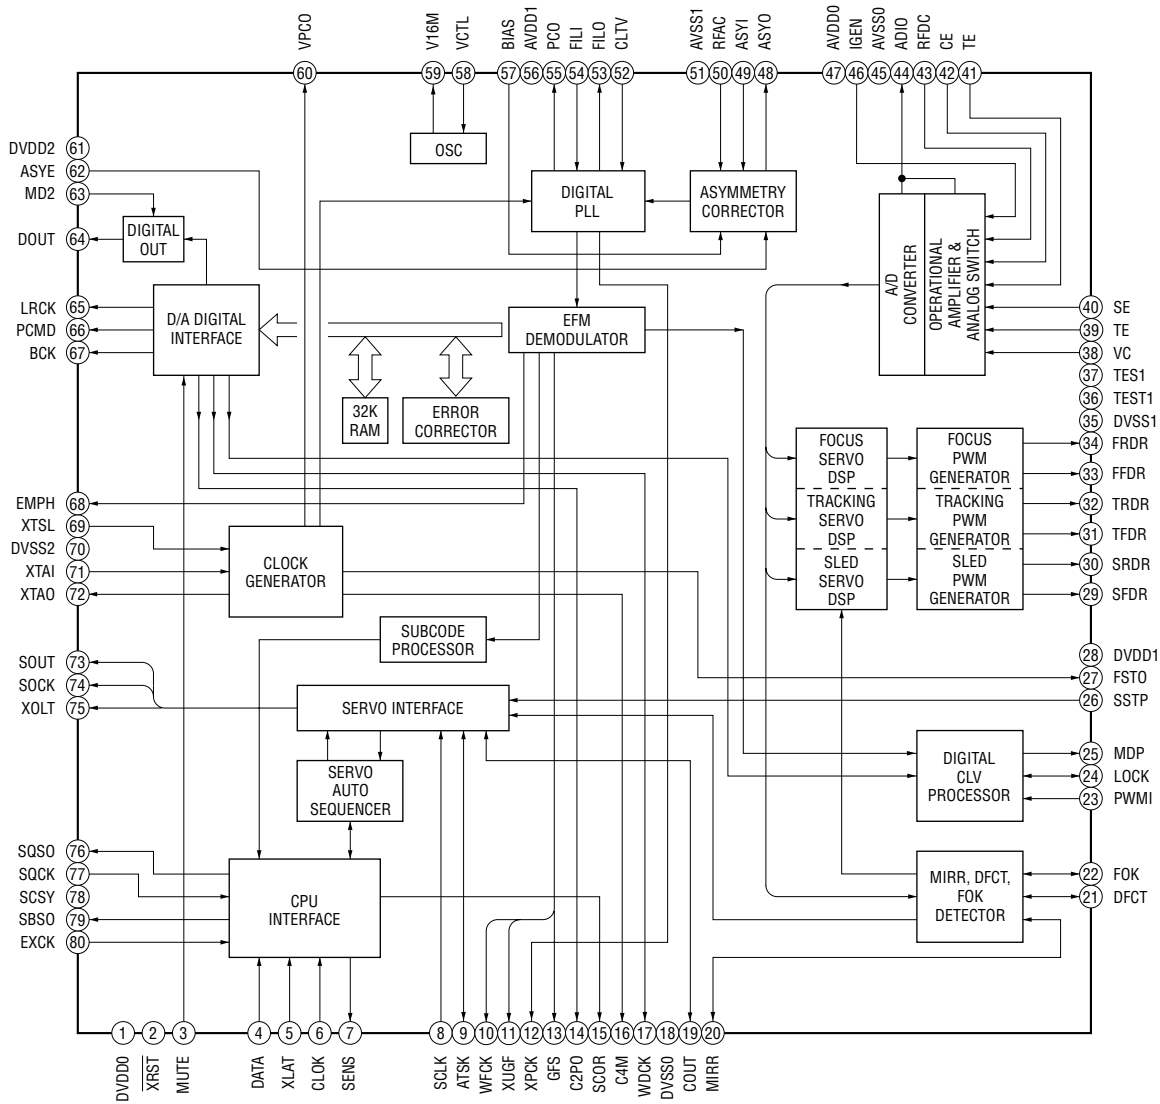 VPCO
V16M
VCTL
BIAS
AVDD1
PCO
FILI
FILO
CLTV
AVSS1
RFAC
ASYI
ASYO
AVDD0
IGEN
AVSS0
ADIO
RFDC
CE
TE
60
59
58
57
56
55
54
53
52
51
50
49
48
47
46
45
44
43
42
41
DVDD2 61
ASYE 62
MD2 63
DOUT 64
LRCK 65
PCMD 66
BCK 67
EMPH 68
XTSL 69
DVSS2 70
XTAI 71
XTAO 72
SOUT 73
SOCK 74
XOLT 75
SQSO 76
SQCK 77
SCSY 78
SBSO 79
EXCK 80
OSC
DIGITAL
PLL
ASYMMETRY
CORRECTOR
DIGITAL
OUT
D/A DIGITAL
INTERFACE
EFM
DEMODULATOR
A/D
CONVERTER
OPERATIONAL
AMPLIFIER &
ANALOG SWITCH
32K
RAM
ERROR
CORRECTOR
FOCUS
SERVO
DSP
TRACKING
SERVO
DSP
SLED
SERVO
DSP
FOCUS
PWM
GENERATOR
TRACKING
PWM
GENERATOR
SLED
PWM
GENERATOR
CLOCK
GENERATOR
SUBCODE
PROCESSOR
SERVO INTERFACE
SERVO
AUTO
SEQUENCER
DIGITAL
CLV
PROCESSOR
CPU
INTERFACE
MIRR, DFCT,
FOK
DETECTOR
40 SE
39 TE
38 VC
37 TES1
36 TEST1
35 DVSS1
34 FRDR
33 FFDR
32 TRDR
31 TFDR
30 SRDR
29 SFDR
28 DVDD1
27 FSTO
26 SSTP
25 MDP
24 LOCK
23 PWMI
22 FOK
21 DFCT
1
2
3
4
5
6
7
8
9
10
11
12
13
14
15
16
17
18
19
20
DVDD0
XRST
MUTE
DATA
XLAT
CLOK
SENS
SCLK
ATSK
WFCK
XUGF
XPCK
GFS
C2PO
SCOR
C4M
WDCK
DVSS0
COUT
MIRR